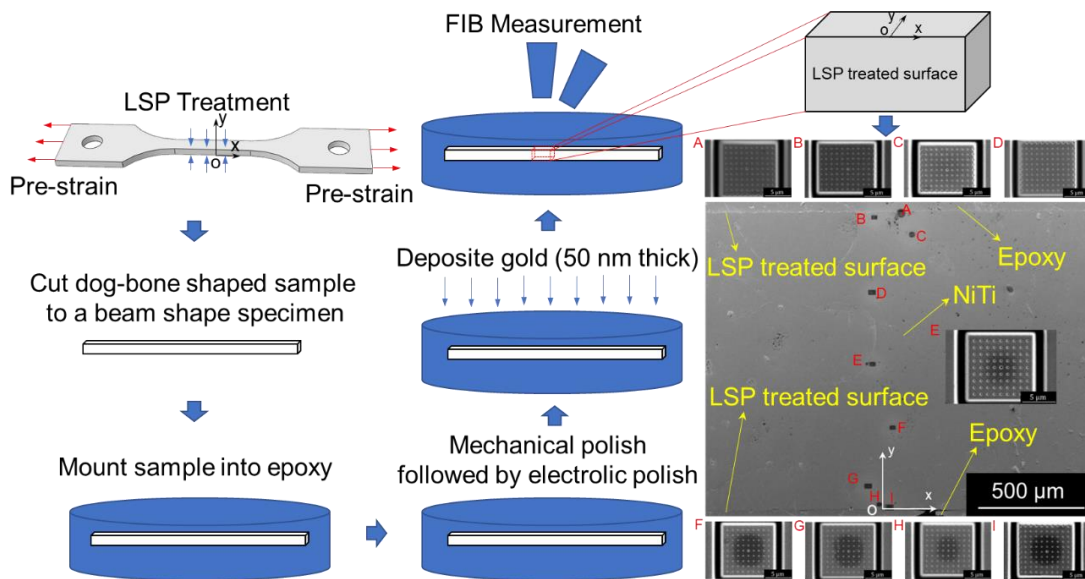 FIB Measurement
LSP Treatment
y
x
o
Pre-strain
Pre-strain
Cut dog-bone shaped sample
to a beam shape specimen
Mount sample into epoxy
Mechanical polish
followed by electrolic polish
Deposite gold (50 nm thick)
y
o
x
LSP treated surface
A
B
C
D
5 μm
5 μm
5 μm
5 μm
A
B
C
LSP treated surface
Epoxy
D
NiTi
E
E
5 μm
LSP treated surface
F
Epoxy
G
y
H
I
o
x
500 μm
F
G
H
I
5 μm
5 μm
5 μm
5 μm